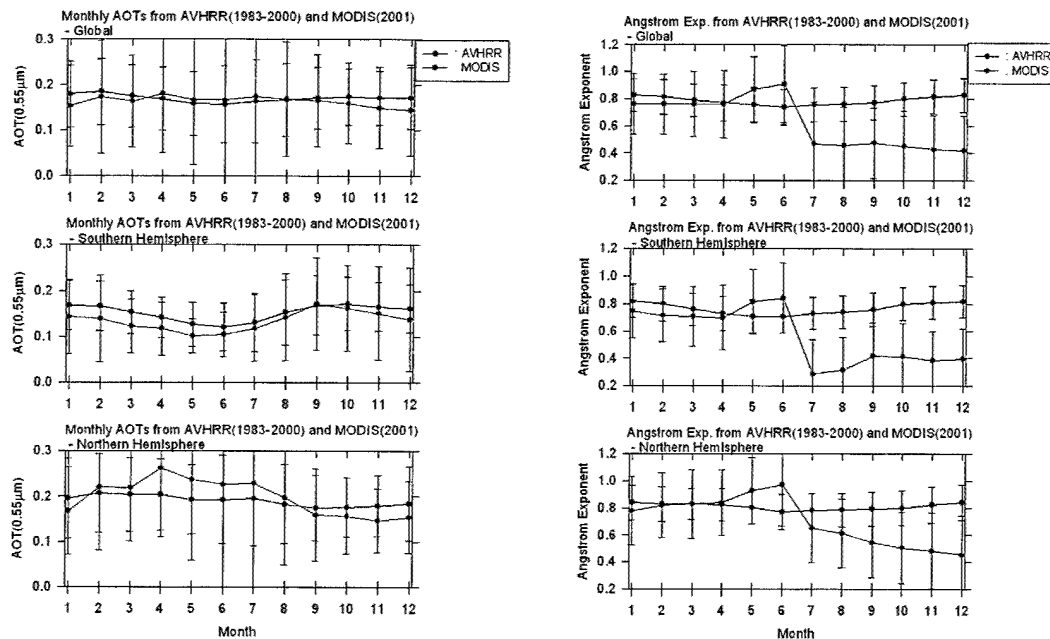 Monthly AOTs from AVHRR(1983-2000) and MODIS(2001)
- Global
: AVHRR
: MODIS
AOT(0.55µm)
0.3
0.2
0.1
0.0
1 2 3 4 5 6 7 8 9 10 11 12
Monthly AOTs from AVHRR(1983-2000) and MODIS(2001)
- Southern Hemisphere
AOT(0.55µm)
0.3
0.2
0.1
0.0
1 2 3 4 5 6 7 8 9 10 11 12
Monthly AOTs from AVHRR(1983-2000) and MODIS(2001)
- Northern Hemisphere
AOT(0.55µm)
0.3
0.2
0.1
0.0
1 2 3 4 5 6 7 8 9 10 11 12
Month
Angstrom Exp. from AVHRR(1983-2000) and MODIS(2001)
- Global
: AVHRR
: MODIS
Angstrom Exponent
1.2
1.0
0.8
0.6
0.4
0.2
1 2 3 4 5 6 7 8 9 10 11 12
Angstrom Exp. from AVHRR(1983-2000) and MODIS(2001)
- Southern Hemisphere
Angstrom Exponent
1.2
1.0
0.8
0.6
0.4
0.2
1 2 3 4 5 6 7 8 9 10 11 12
Angstrom Exp. from AVHRR(1983-2000) and MODIS(2001)
- Northern Hemisphere
Angstrom Exponent
1.2
1.0
0.8
0.6
0.4
0.2
1 2 3 4 5 6 7 8 9 10 11 12
Month